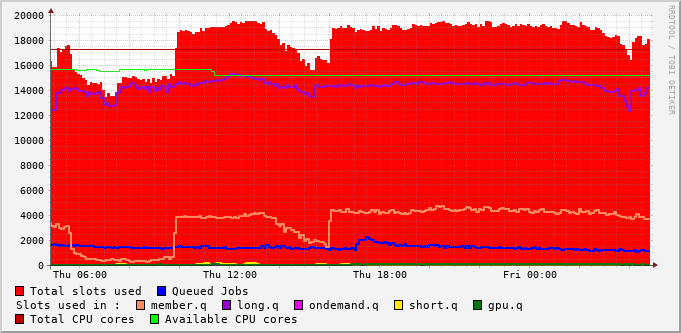 20000
18000
16000
14000
12000
10000
8000
6000
4000
2000
0
Thu 06:00 Thu 12:00 Thu 18:00 Fri 00:00
RRDTOOL / TOBI OETIKER
Total slots used Queued Jobs
Slots used in : member.q long.q ondemand.q short.q gpu.q
Total CPU cores Available CPU cores